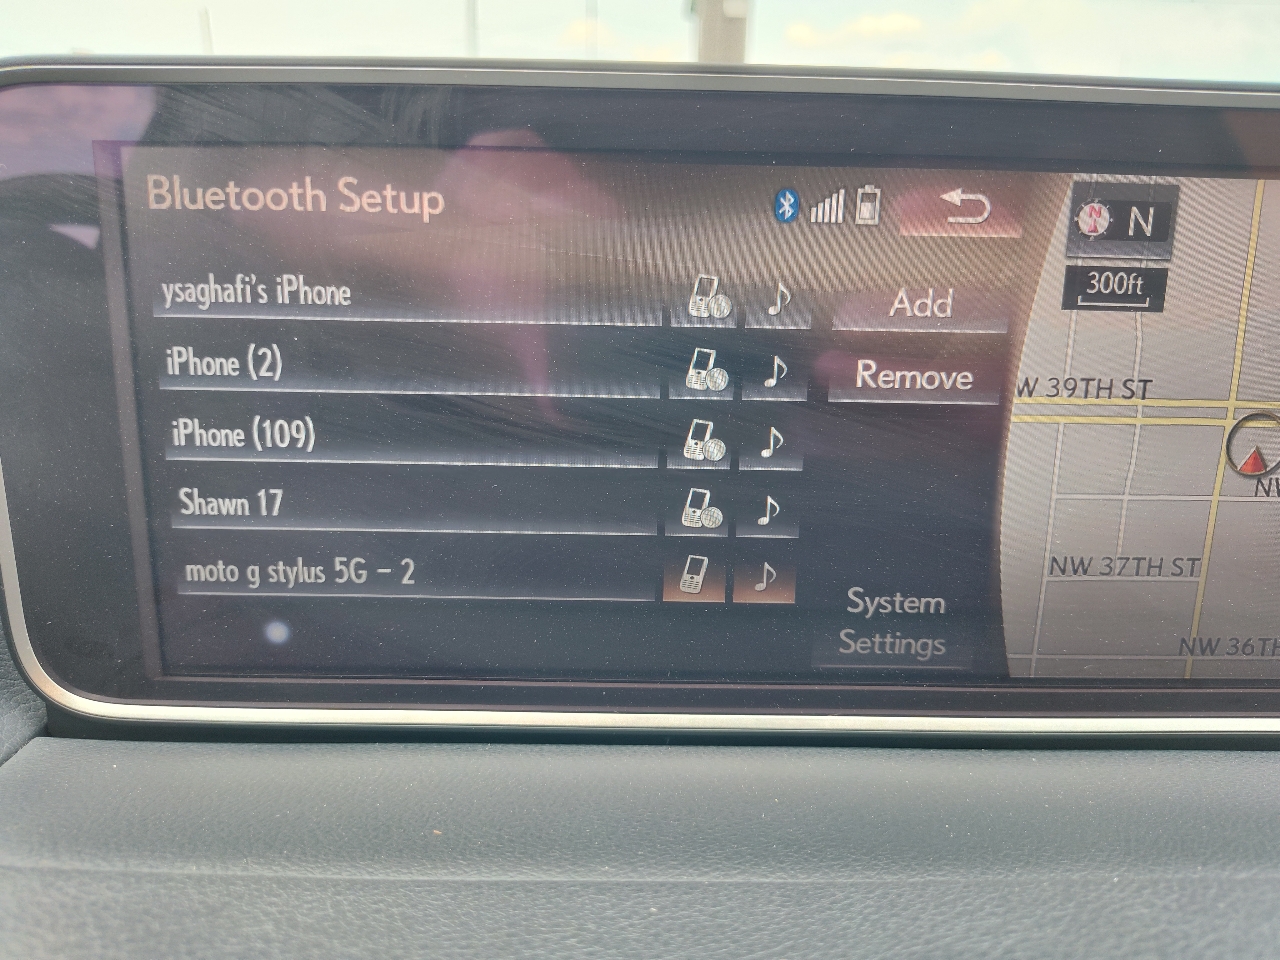 Bluetooth Setup
N
N
300ft
ysaghafi's iPhone
Add
iPhone (2)
Remove
W 39TH ST
iPhone (109)
Shawn 17
NW
NW 37TH ST
moto g stylus 5G - 2
System
Settings
NW 36TH